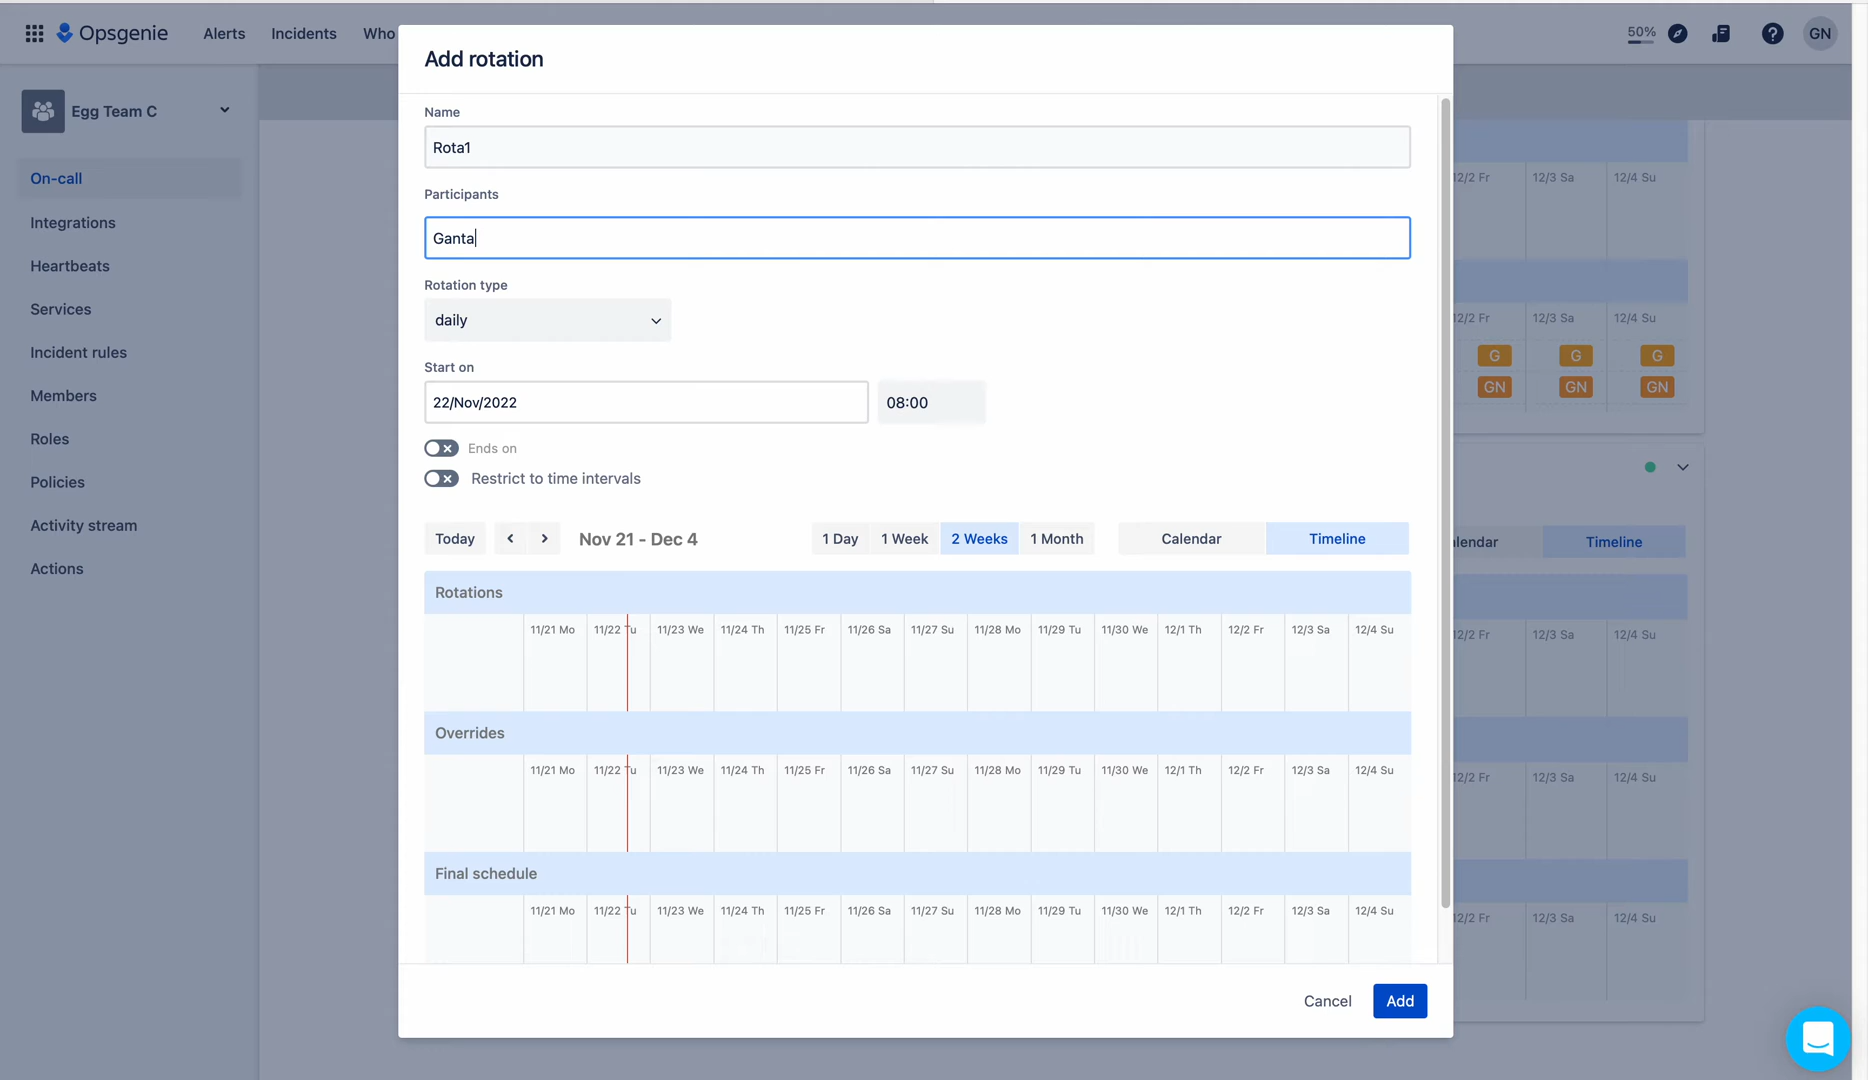 Opsgenie
Alerts
Incidents
Who
50%
GN
Egg Team C
On-call
Integrations
Heartbeats
Services
Incident rules
Members
Roles
Policies
Activity stream
Actions
Add rotation
Name
Rota1
Participants
Ganta
Rotation type
daily
Start on
22/Nov/2022 08:00
Ends on
Restrict to time intervals
Today Nov 21 - Dec 4 1 Day 1 Week 2 Weeks 1 Month Calendar Timeline
Rotations
11/21 Mo 11/22 Tu 11/23 We 11/24 Th 11/25 Fr 11/26 Sa 11/27 Su 11/28 Mo 11/29 Tu 11/30 We 12/1 Th 12/2 Fr 12/3 Sa 12/4 Su
Overrides
11/21 Mo 11/22 Tu 11/23 We 11/24 Th 11/25 Fr 11/26 Sa 11/27 Su 11/28 Mo 11/29 Tu 11/30 We 12/1 Th 12/2 Fr 12/3 Sa 12/4 Su
Final schedule
11/21 Mo 11/22 Tu 11/23 We 11/24 Th 11/25 Fr 11/26 Sa 11/27 Su 11/28 Mo 11/29 Tu 11/30 We 12/1 Th 12/2 Fr 12/3 Sa 12/4 Su
Cancel Add
12/2 Fr 12/3 Sa 12/4 Su
12/2 Fr 12/3 Sa 12/4 Su
G G G
GN GN GN
alendar Timeline
12/2 Fr 12/3 Sa 12/4 Su
12/2 Fr 12/3 Sa 12/4 Su
12/2 Fr 12/3 Sa 12/4 Su